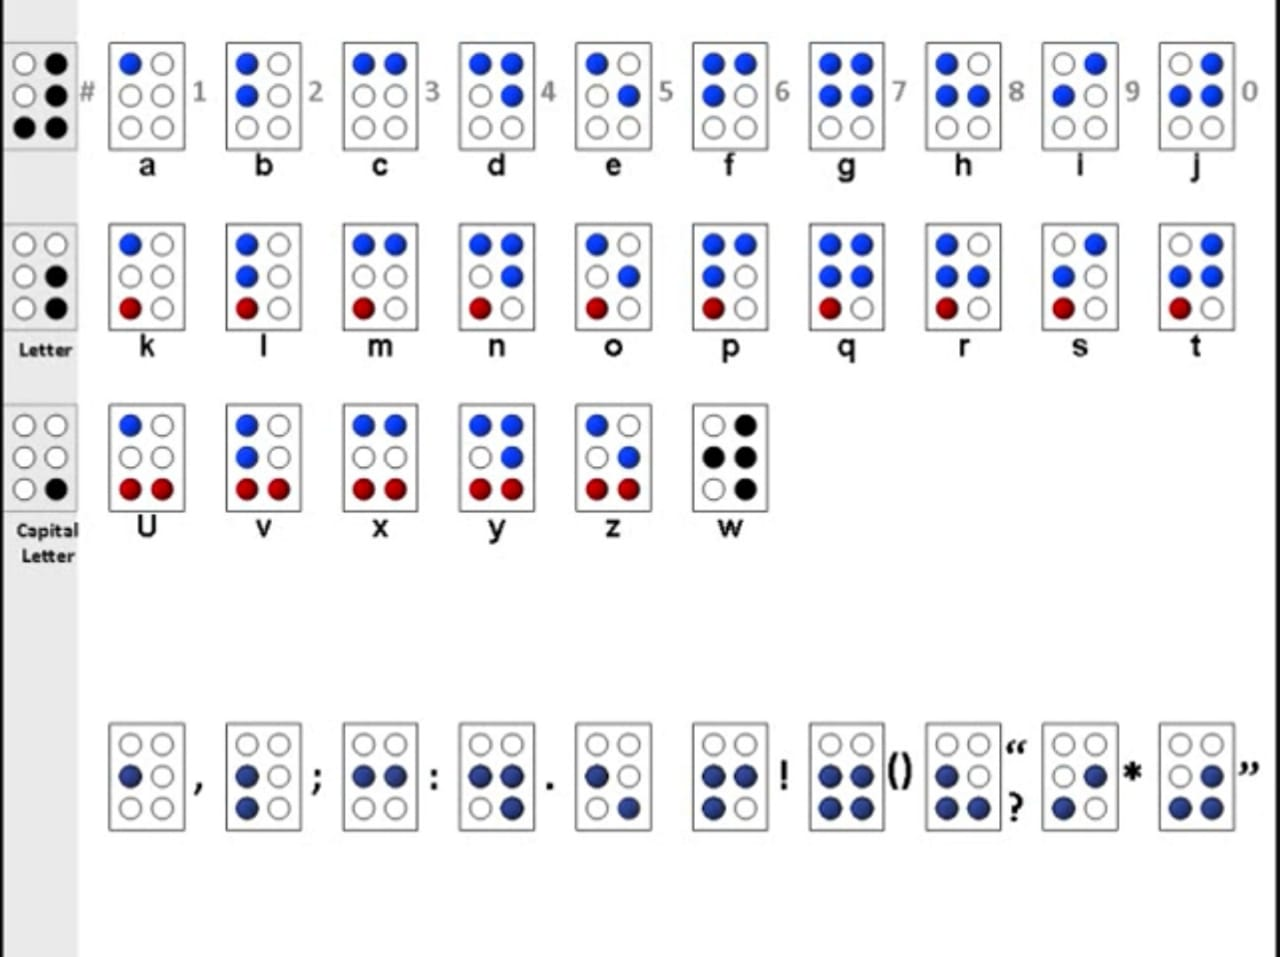 # 1 2 3 4 5 6 7 8 9 0
a b c d e f g h i j
Letter k l m n o p q r s t
Capital
Letter
U v x y z w
, ; : . ! () “ * ”
?